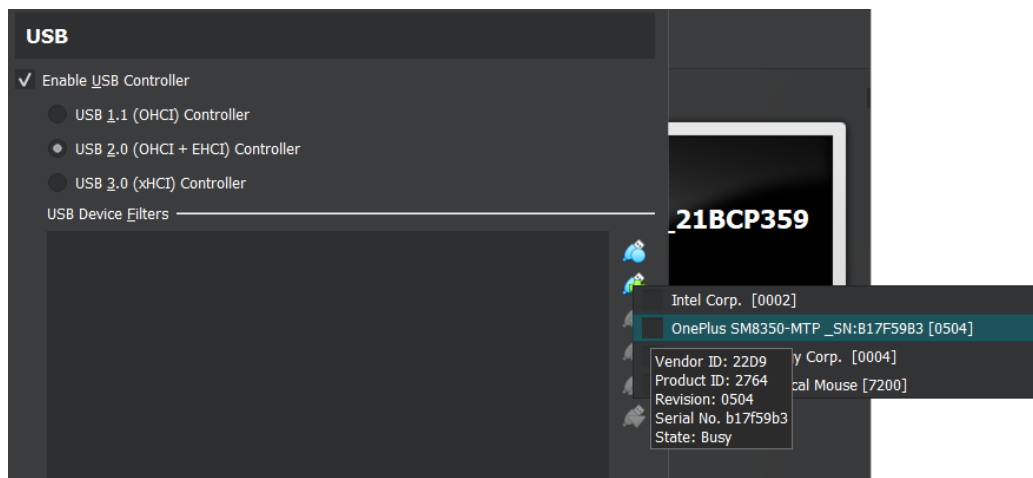 USB
Enable USB Controller
USB 1.1 (OHCI) Controller
USB 2.0 (OHCI + EHCI) Controller
USB 3.0 (xHCI) Controller
USB Device Filters
_21BCP359
Intel Corp. [0002]
OnePlus SM8350-MTP _SN:B17F59B3 [0504]
y Corp. [0004]
cal Mouse [7200]
Vendor ID: 22D9
Product ID: 2764
Revision: 0504
Serial No. b17f59b3
State: Busy